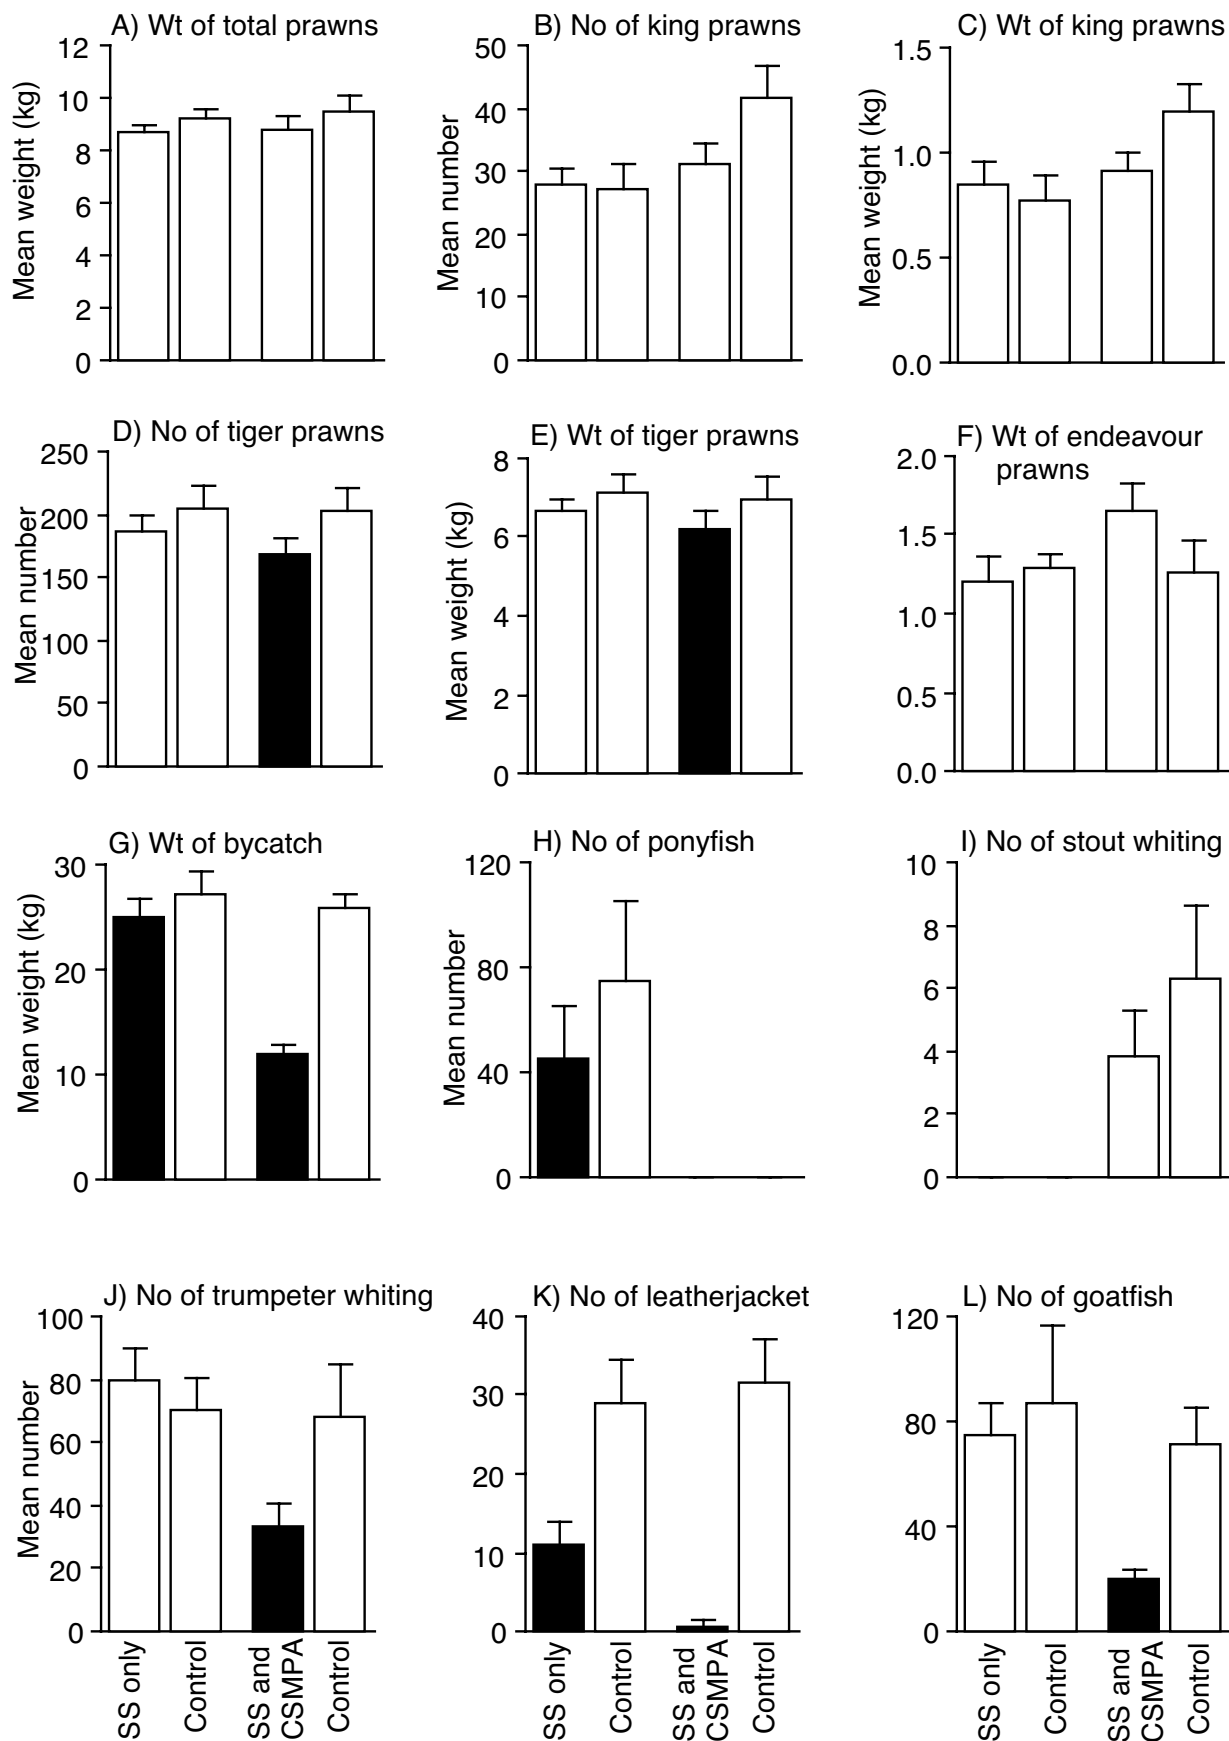 A) Wt of total prawns
Mean weight (kg)
12
10
8
6
4
2
0
B) No of king prawns
Mean number
50
40
30
20
10
0
C) Wt of king prawns
Mean weight (kg)
1.5
1.0
0.5
0.0
D) No of tiger prawns
Mean number
250
200
150
100
50
0
E) Wt of tiger prawns
Mean weight (kg)
8
6
4
2
0
F) Wt of endeavour
prawns
2.0
1.5
1.0
0.5
0.0
G) Wt of bycatch
Mean weight (kg)
30
20
10
0
H) No of ponyfish
Mean number
120
80
40
0
I) No of stout whiting
10
8
6
4
2
0
J) No of trumpeter whiting
Mean number
100
80
60
40
20
0
SS only
Control
SS and
CSMPA
Control
K) No of leatherjacket
40
30
20
10
0
SS only
Control
SS and
CSMPA
Control
L) No of goatfish
120
80
40
0
SS only
Control
SS and
CSMPA
Control